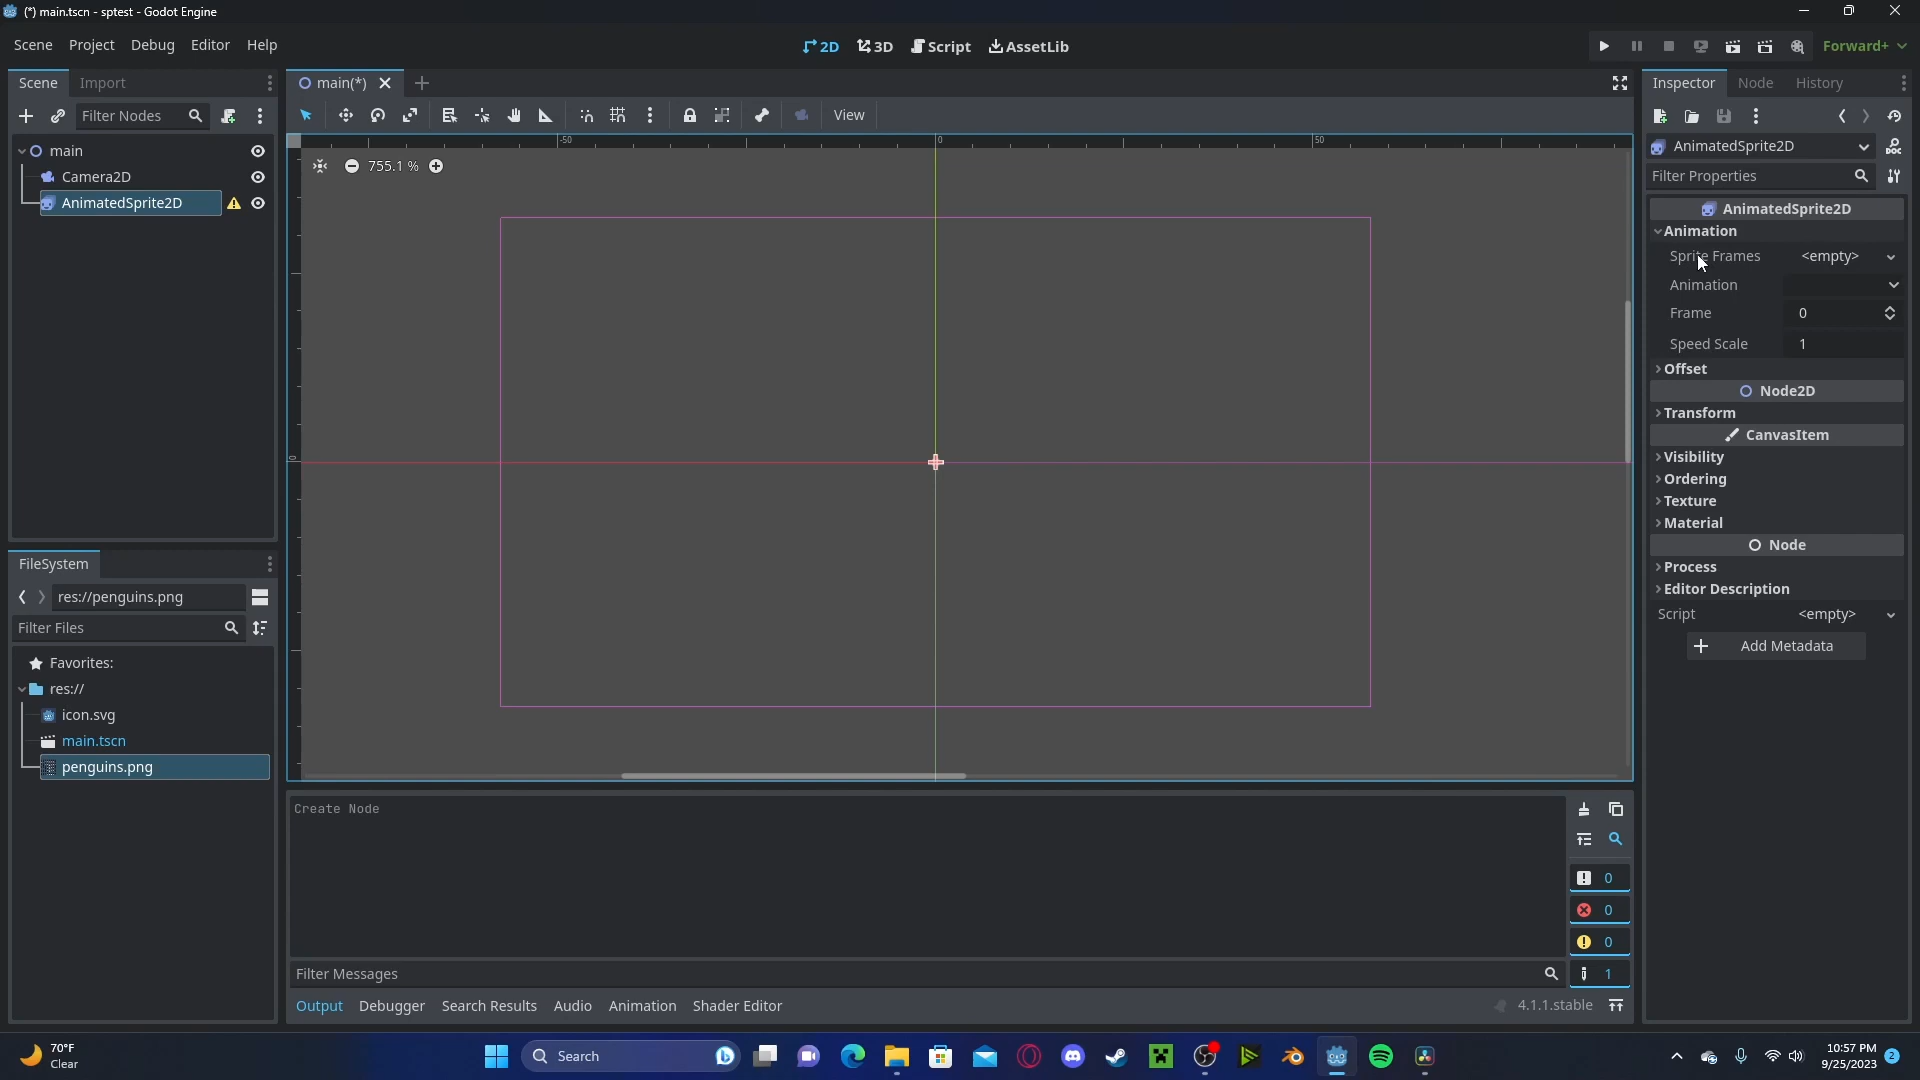 (*) main.tscn - sptest - Godot Engine
Scene Project Debug Editor Help
2D 3D Script AssetLib
Forward+
Scene Import
main(*)
Inspector Node History
Filter Nodes
View
main
Camera2D
AnimatedSprite2D
-50 0 50
755.1 %
0
AnimatedSprite2D
DOC
Filter Properties
AnimatedSprite2D
Animation
Sprite Frames <empty>
Animation
Frame 0
Speed Scale 1
Offset
Node2D
Transform
CanvasItem
Visibility
Ordering
Texture
Material
Node
Process
Editor Description
Script <empty>
Add Metadata
FileSystem
res://penguins.png
Filter Files
Favorites:
res://
icon.svg
main.tscn
penguins.png
Create Node
0
0
0
1
Filter Messages
Output Debugger Search Results Audio Animation Shader Editor
4.1.1.stable
70°F
Clear
Search
10:57 PM
9/25/2023
2